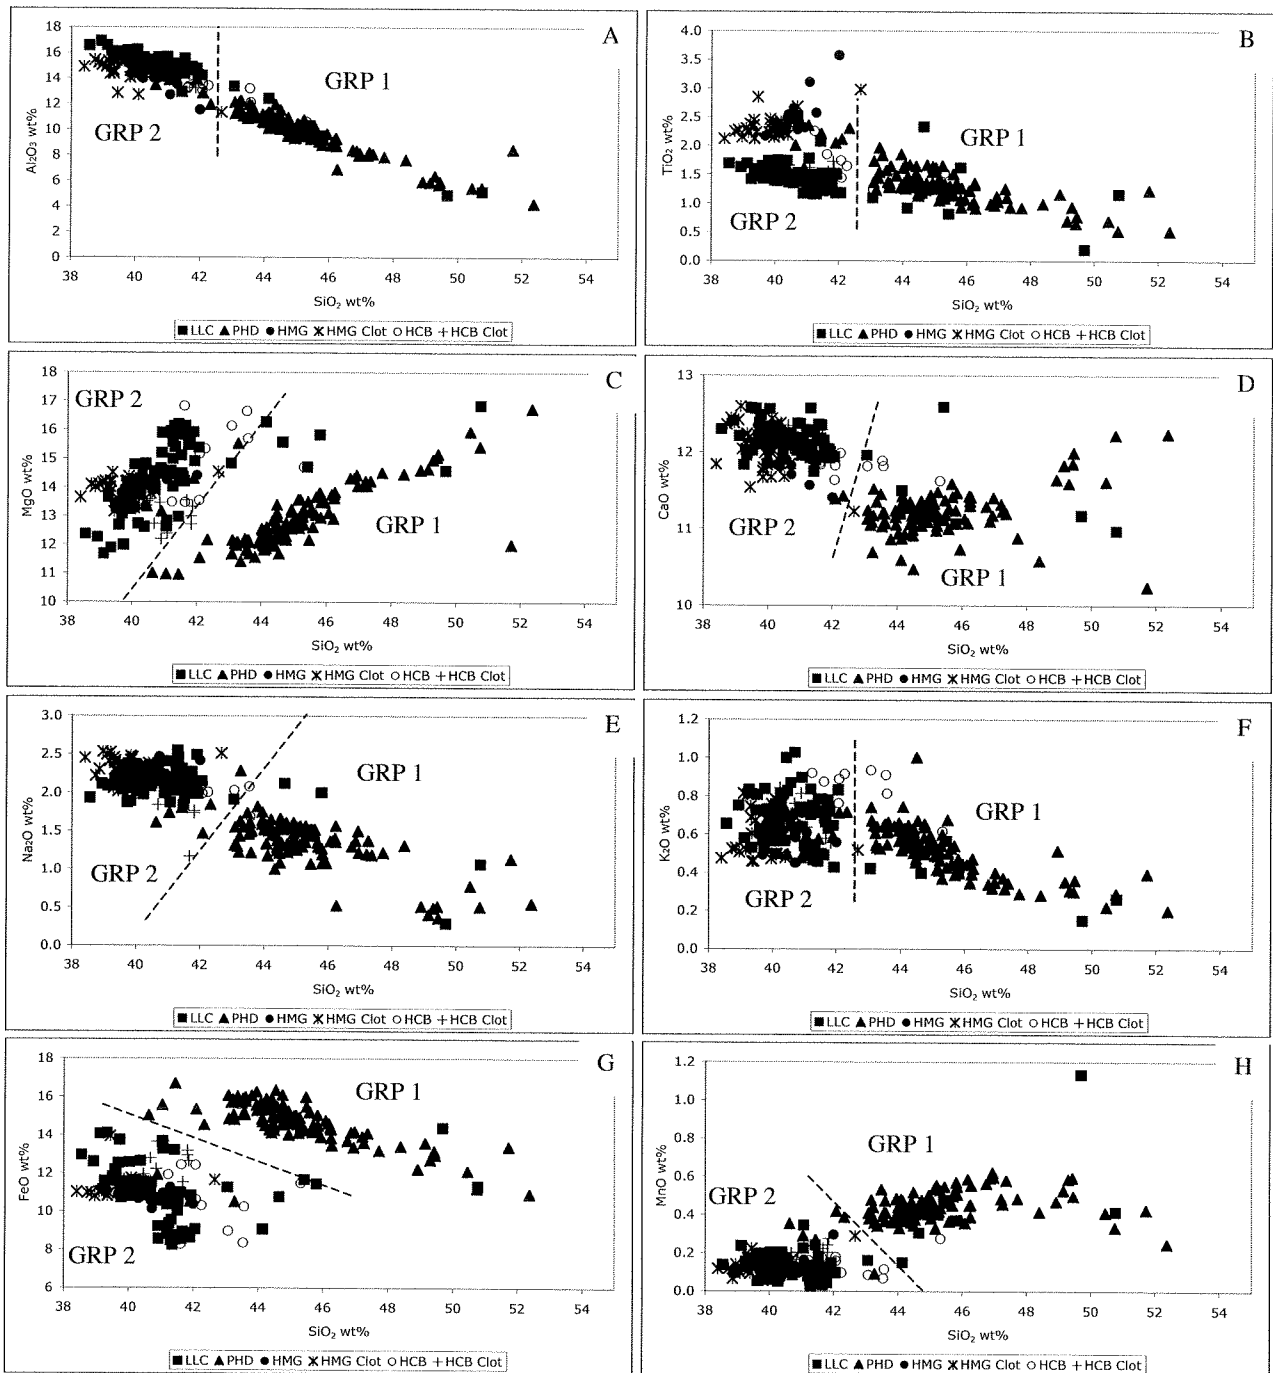 A
GRP 1
GRP 2
Al₂O₃ wt%
18
16
14
12
10
8
6
4
2
0
38 40 42 44 46 48 50 52 54
SiO₂ wt%
■ LLC ▲ PHD ● HMG ж HMG Clot ○ HCB + HCB Clot
B
GRP 1
GRP 2
TiO₂ wt%
4.0
3.5
3.0
2.5
2.0
1.5
1.0
0.5
0.0
38 40 42 44 46 48 50 52 54
SiO₂ wt%
■ LLC ▲ PHD ● HMG ж HMG Clot ○ HCB + HCB Clot
C
GRP 2
GRP 1
MgO wt%
18
17
16
15
14
13
12
11
10
38 40 42 44 46 48 50 52 54
SiO₂ wt%
■ LLC ▲ PHD ● HMG ж HMG Clot ○ HCB + HCB Clot
D
GRP 2
GRP 1
CaO wt%
13
12
11
10
38 40 42 44 46 48 50 52 54
SiO₂ wt%
■ LLC ▲ PHD ● HMG ж HMG Clot ○ HCB + HCB Clot
E
GRP 1
GRP 2
Na₂O wt%
3.0
2.5
2.0
1.5
1.0
0.5
0.0
38 40 42 44 46 48 50 52 54
SiO₂ wt%
■ LLC ▲ PHD ● HMG ж HMG Clot ○ HCB + HCB Clot
F
GRP 1
GRP 2
K₂O wt%
1.2
1.0
0.8
0.6
0.4
0.2
0.0
38 40 42 44 46 48 50 52 54
SiO₂ wt%
■ LLC ▲ PHD ● HMG ж HMG Clot ○ HCB + HCB Clot
G
GRP 1
GRP 2
FeO wt%
18
16
14
12
10
8
6
38 40 42 44 46 48 50 52 54
SiO₂ wt%
■ LLC ▲ PHD ● HMG ж HMG Clot ○ HCB + HCB Clot
H
GRP 1
GRP 2
MnO wt%
1.2
1.0
0.8
0.6
0.4
0.2
0.0
38 40 42 44 46 48 50 52 54
SiO₂ wt%
■ LLC ▲ PHD ● HMG ж HMG Clot ○ HCB + HCB Clot